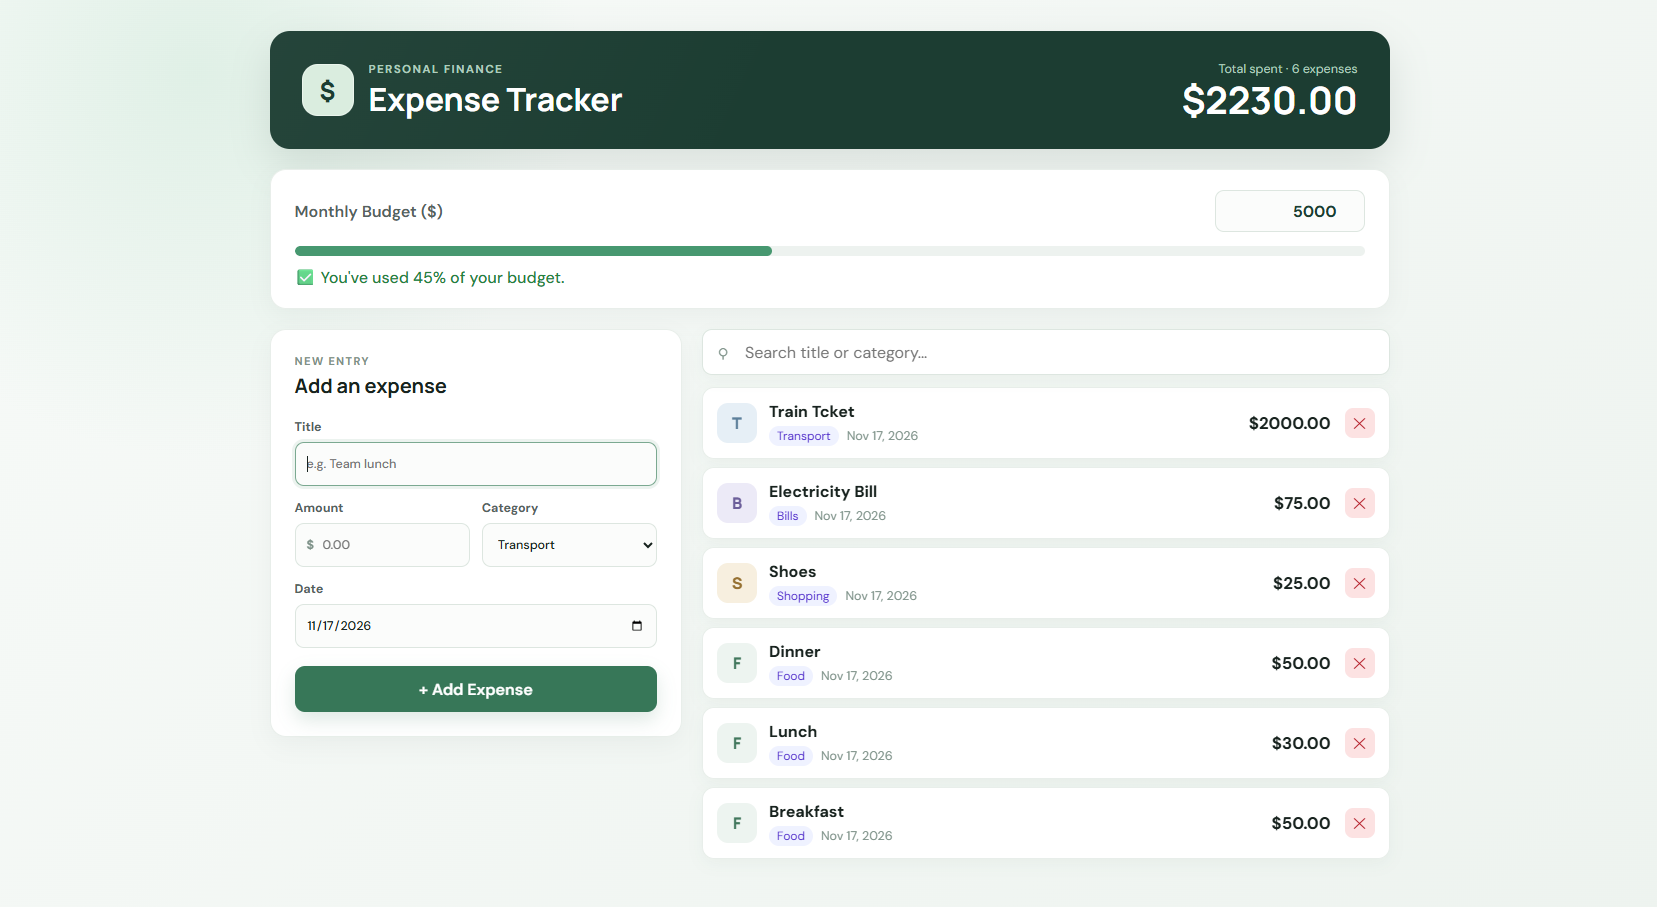 $
PERSONAL FINANCE
Expense Tracker
Total spent · 6 expenses
$2230.00
Monthly Budget ($)
5000
✅ You've used 45% of your budget.
NEW ENTRY
Add an expense
Title
e.g. Team lunch
Amount
Category
$ 0.00
Transport
Date
11/17/2026
+ Add Expense
Search title or category...
T
Train Tcket
Transport Nov 17, 2026
$2000.00
B
Electricity Bill
Bills Nov 17, 2026
$75.00
S
Shoes
Shopping Nov 17, 2026
$25.00
F
Dinner
Food Nov 17, 2026
$50.00
F
Lunch
Food Nov 17, 2026
$30.00
F
Breakfast
Food Nov 17, 2026
$50.00